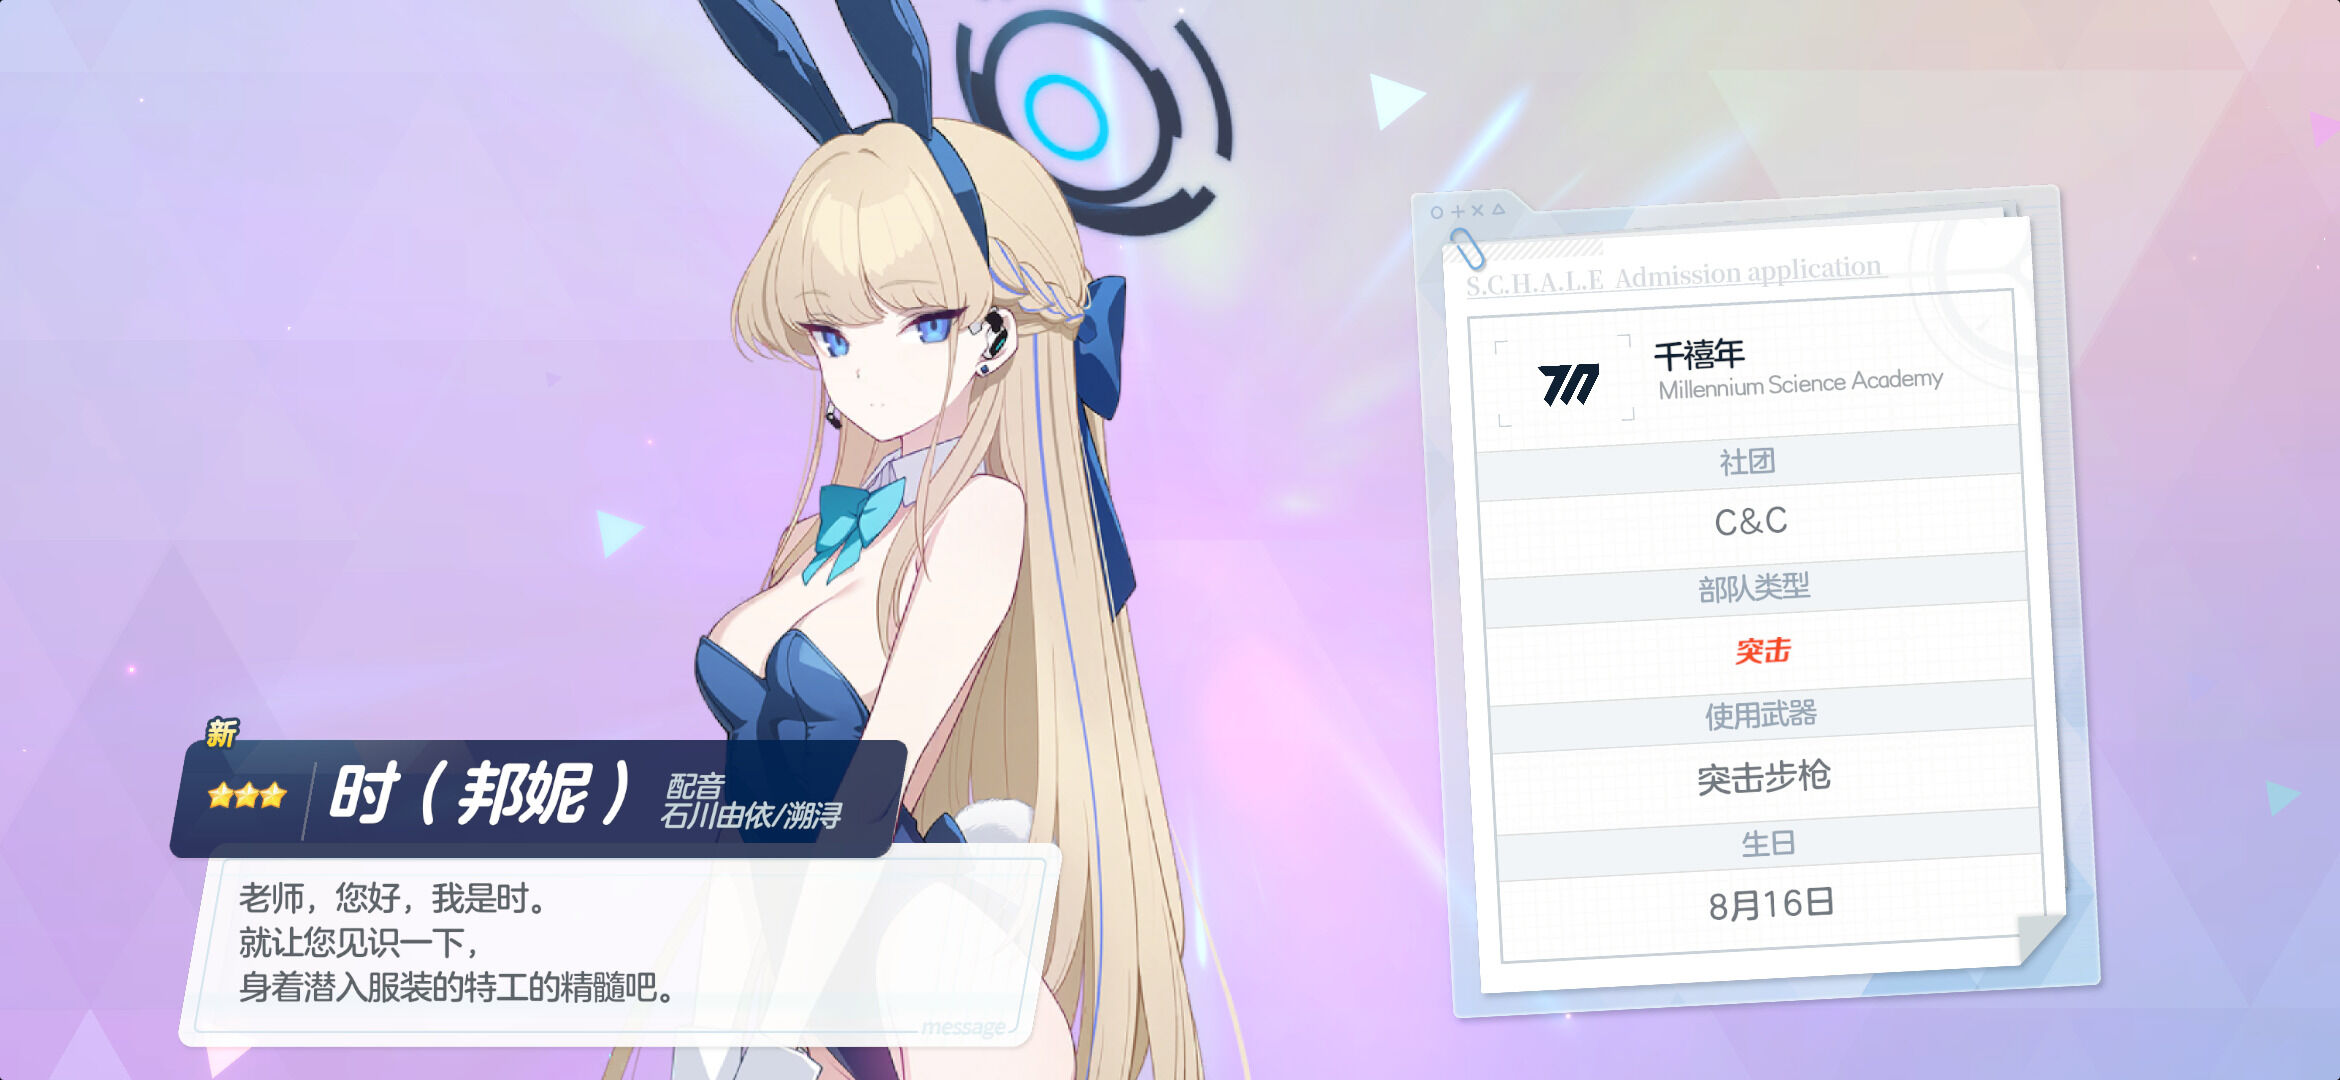 新
时（邦妮）
配音
石川由依/溯浔
老师，您好，我是时。
就让您见识一下，
身着潜入服装的特工的精髓吧。
message
S.C.H.A.L.E Admission application
千禧年
Millennium Science Academy
社团
C&C
部队类型
突击
使用武器
突击步枪
生日
8月16日